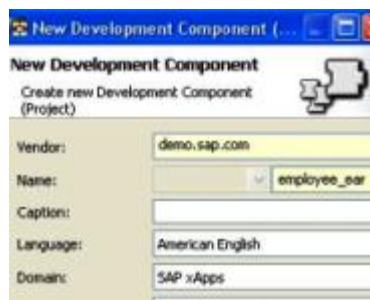 New Development Component (...
New Development Component
Create new Development Component
(Project)
Vendor: demo.sap.com
Name: employee_ear
Caption:
Language: American English
Domain: SAP xApps